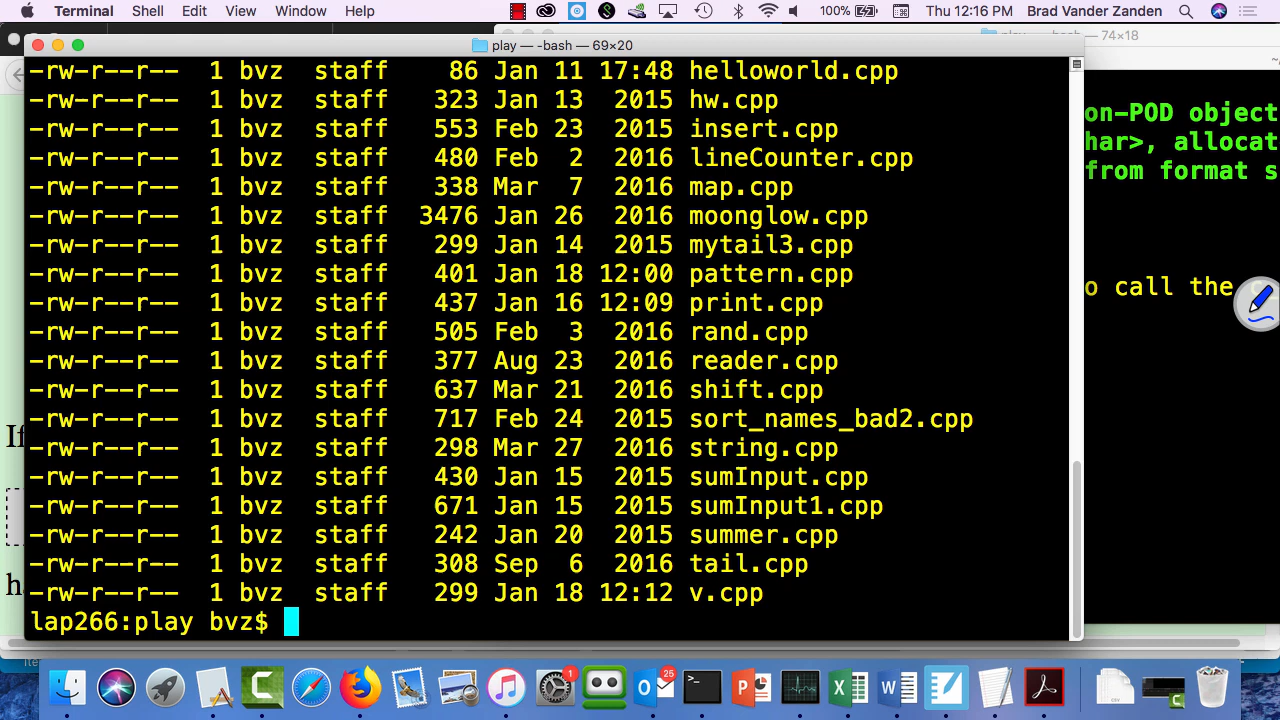 Terminal Shell Edit View Window Help 100% Thu 12:16 PM Brad Vander Zanden
play — -bash — 74×18
play — -bash — 69×20
-rw-r--r-- 1 bvz staff 86 Jan 11 17:48 helloworld.cpp
-rw-r--r-- 1 bvz staff 323 Jan 13 2015 hw.cpp
on-POD object
-rw-r--r-- 1 bvz staff 553 Feb 23 2015 insert.cpp
har>, allocat
-rw-r--r-- 1 bvz staff 480 Feb 2 2016 lineCounter.cpp
from format s
-rw-r--r-- 1 bvz staff 338 Mar 7 2016 map.cpp
-rw-r--r-- 1 bvz staff 3476 Jan 26 2016 moonglow.cpp
-rw-r--r-- 1 bvz staff 299 Jan 14 2015 mytail3.cpp
-rw-r--r-- 1 bvz staff 401 Jan 18 12:00 pattern.cpp
o call the
-rw-r--r-- 1 bvz staff 437 Jan 16 12:09 print.cpp
-rw-r--r-- 1 bvz staff 505 Feb 3 2016 rand.cpp
-rw-r--r-- 1 bvz staff 377 Aug 23 2016 reader.cpp
-rw-r--r-- 1 bvz staff 637 Mar 21 2016 shift.cpp
-rw-r--r-- 1 bvz staff 717 Feb 24 2015 sort_names_bad2.cpp
If
-rw-r--r-- 1 bvz staff 298 Mar 27 2016 string.cpp
-rw-r--r-- 1 bvz staff 430 Jan 15 2015 sumInput.cpp
-rw-r--r-- 1 bvz staff 671 Jan 15 2015 sumInput1.cpp
-rw-r--r-- 1 bvz staff 242 Jan 20 2015 summer.cpp
-rw-r--r-- 1 bvz staff 308 Sep 6 2016 tail.cpp
-rw-r--r-- 1 bvz staff 299 Jan 18 12:12 v.cpp
lap266:play bvz$
1
25